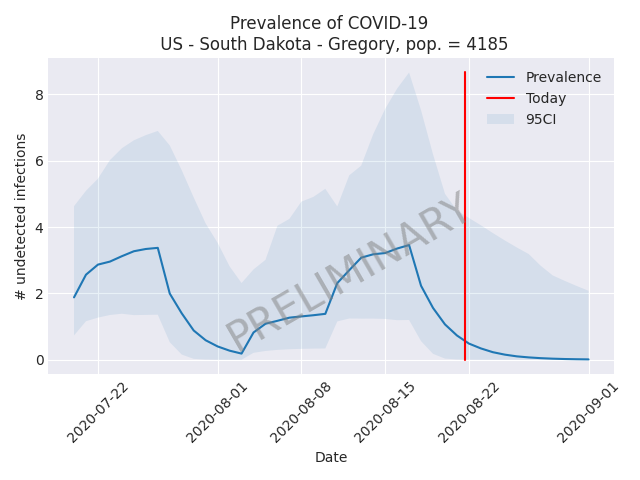 Prevalence of COVID-19
US - South Dakota - Gregory, pop. = 4185
# undetected infections
8
6
4
2
0
Prevalence
Today
95CI
PRELIMINARY
2020-07-22
2020-08-01
2020-08-08
2020-08-15
2020-08-22
2020-09-01
Date